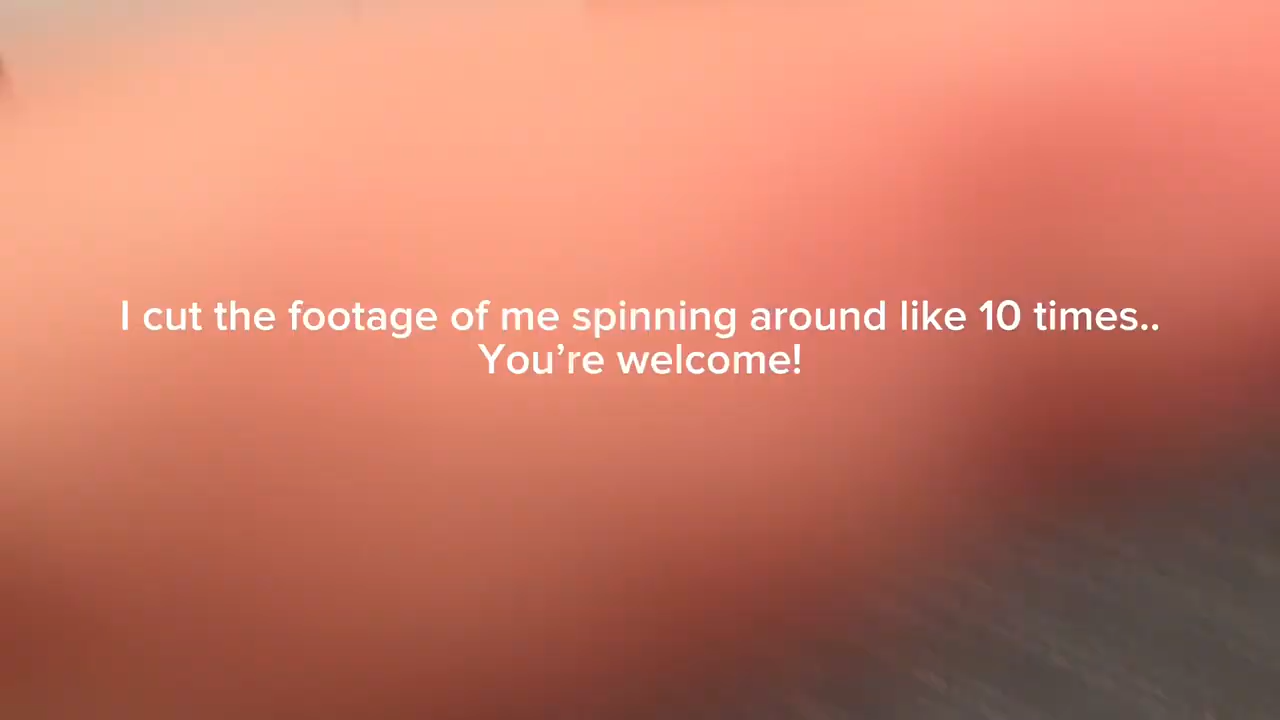 I cut the footage of me spinning around like 10 times..
You’re welcome!